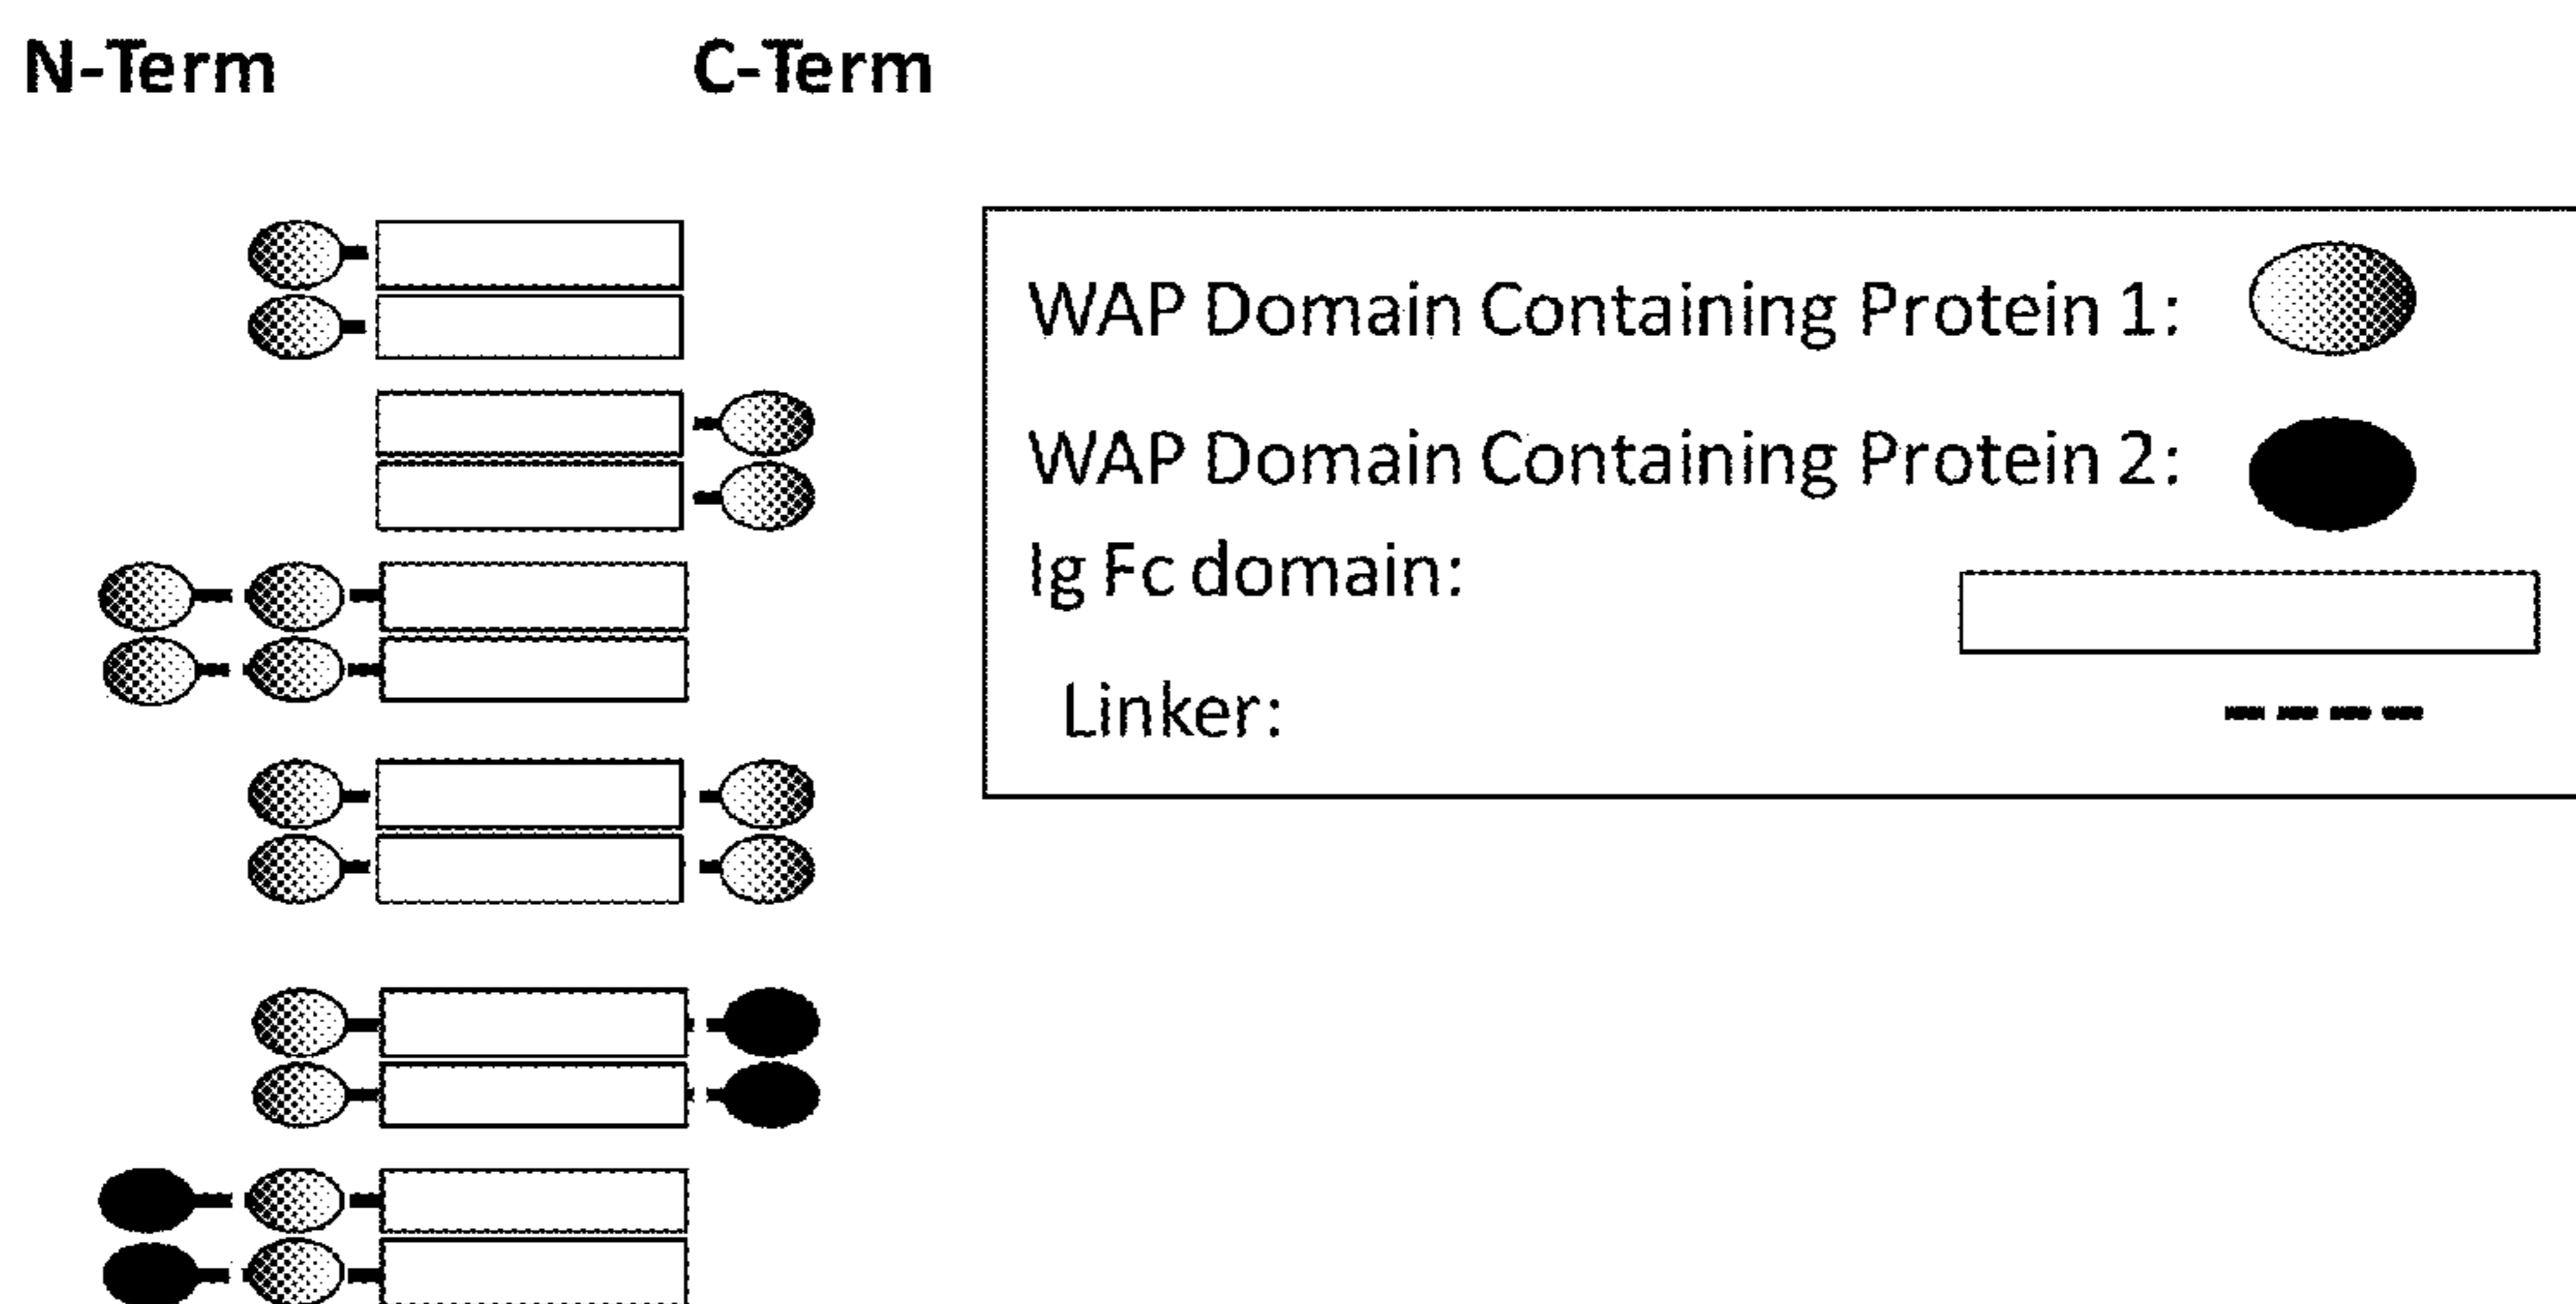 N-Term
C-Term
WAP Domain Containing Protein 1:
WAP Domain Containing Protein 2:
Ig Fc domain:
Linker: